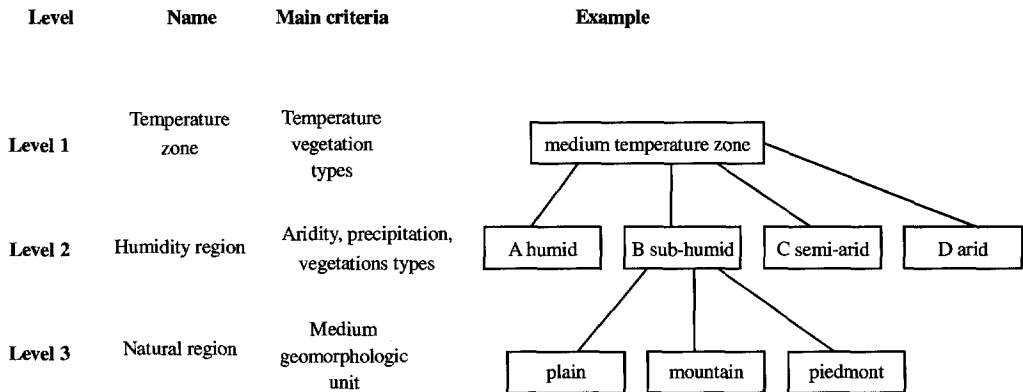 Level Name Main criteria Example
Temperature zone
Temperature vegetation types
Level 1
medium temperature zone
Level 2
Humidity region
Aridity, precipitation,
vegetations types
A humid
B sub-humid
C semi-arid
D arid
Level 3
Natural region
Medium
geomorphologic
unit
plain
mountain
piedmont